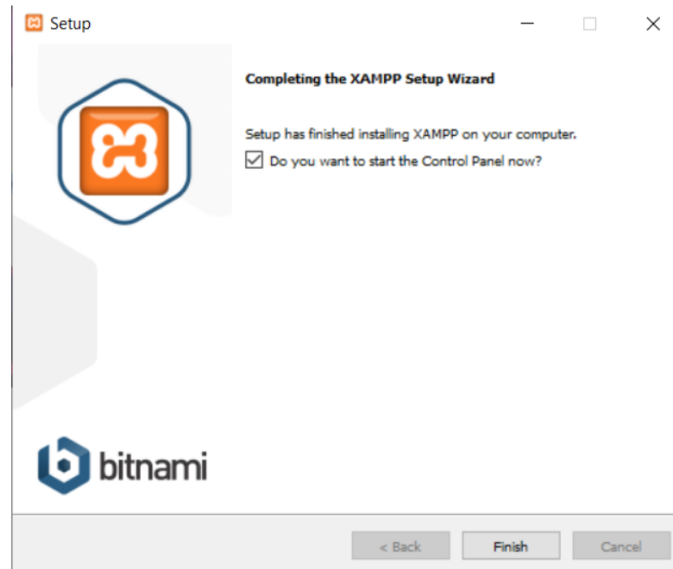 Setup
Completing the XAMPP Setup Wizard
Setup has finished installing XAMPP on your computer.
Do you want to start the Control Panel now?
bitnami
< Back
Finish
Cancel